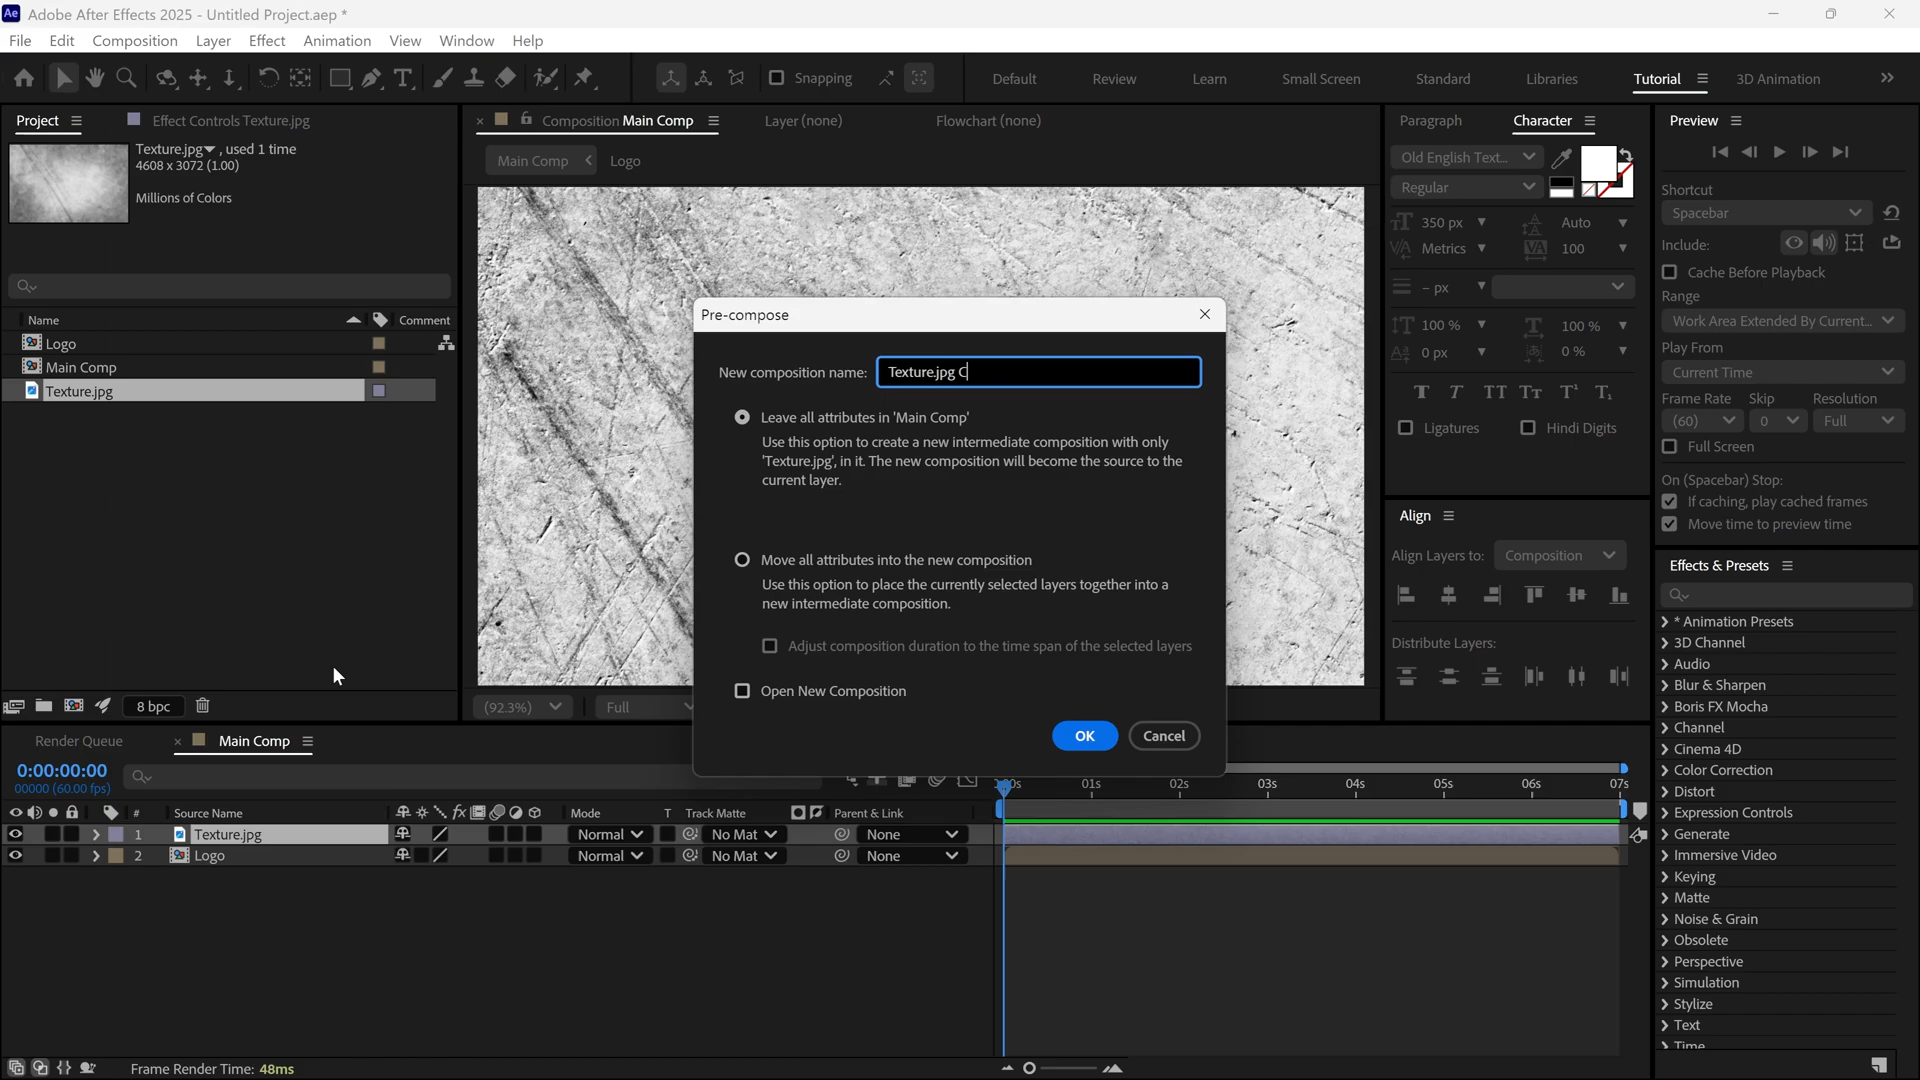 Adobe After Effects 2025 - Untitled Project.aep *
File Edit Composition Layer Effect Animation View Window Help
Snapping
Default Review Learn Small Screen Standard Libraries Tutorial 3D Animation
Project
Effect Controls Texture.jpg
Texture.jpg , used 1 time
4608 x 3072 (1.00)
Millions of Colors
Name Comment
Logo
Main Comp
Texture.jpg
8 bpc
Composition Main Comp
Layer (none)
Flowchart (none)
Main Comp
Logo
(92.3%)
Full
Pre-compose
New composition name: Texture.jpg C
Leave all attributes in 'Main Comp'
Use this option to create a new intermediate composition with only
'Texture.jpg', in it. The new composition will become the source to the
current layer.
Move all attributes into the new composition
Use this option to place the currently selected layers together into a
new intermediate composition.
Adjust composition duration to the time span of the selected layers
Open New Composition
OK Cancel
Paragraph Character
Old English Text...
Regular
350 px Auto
Metrics 100
- px
100 % 100 %
0 px 0 %
T T TT Tт T¹ T₁
Ligatures Hindi Digits
Align
Align Layers to: Composition
Distribute Layers:
Preview
Shortcut
Spacebar
Include:
Cache Before Playback
Range
Work Area Extended By Current...
Play From
Current Time
Frame Rate Skip Resolution
(60) 0 Full
Full Screen
On (Spacebar) Stop:
If caching, play cached frames
Move time to preview time
Effects & Presets
* Animation Presets
3D Channel
Audio
Blur & Sharpen
Boris FX Mocha
Channel
Cinema 4D
Color Correction
Distort
Expression Controls
Generate
Immersive Video
Keying
Matte
Noise & Grain
Obsolete
Perspective
Simulation
Stylize
Text
Time
Render Queue
Main Comp
0:00:00:00
00000 (60.00 fps)
# Source Name Mode T Track Matte Parent & Link
1 Texture.jpg Normal No Mat None
2 Logo Normal No Mat None
01s 02s 03s 04s 05s 06s 07s
Frame Render Time: 48ms